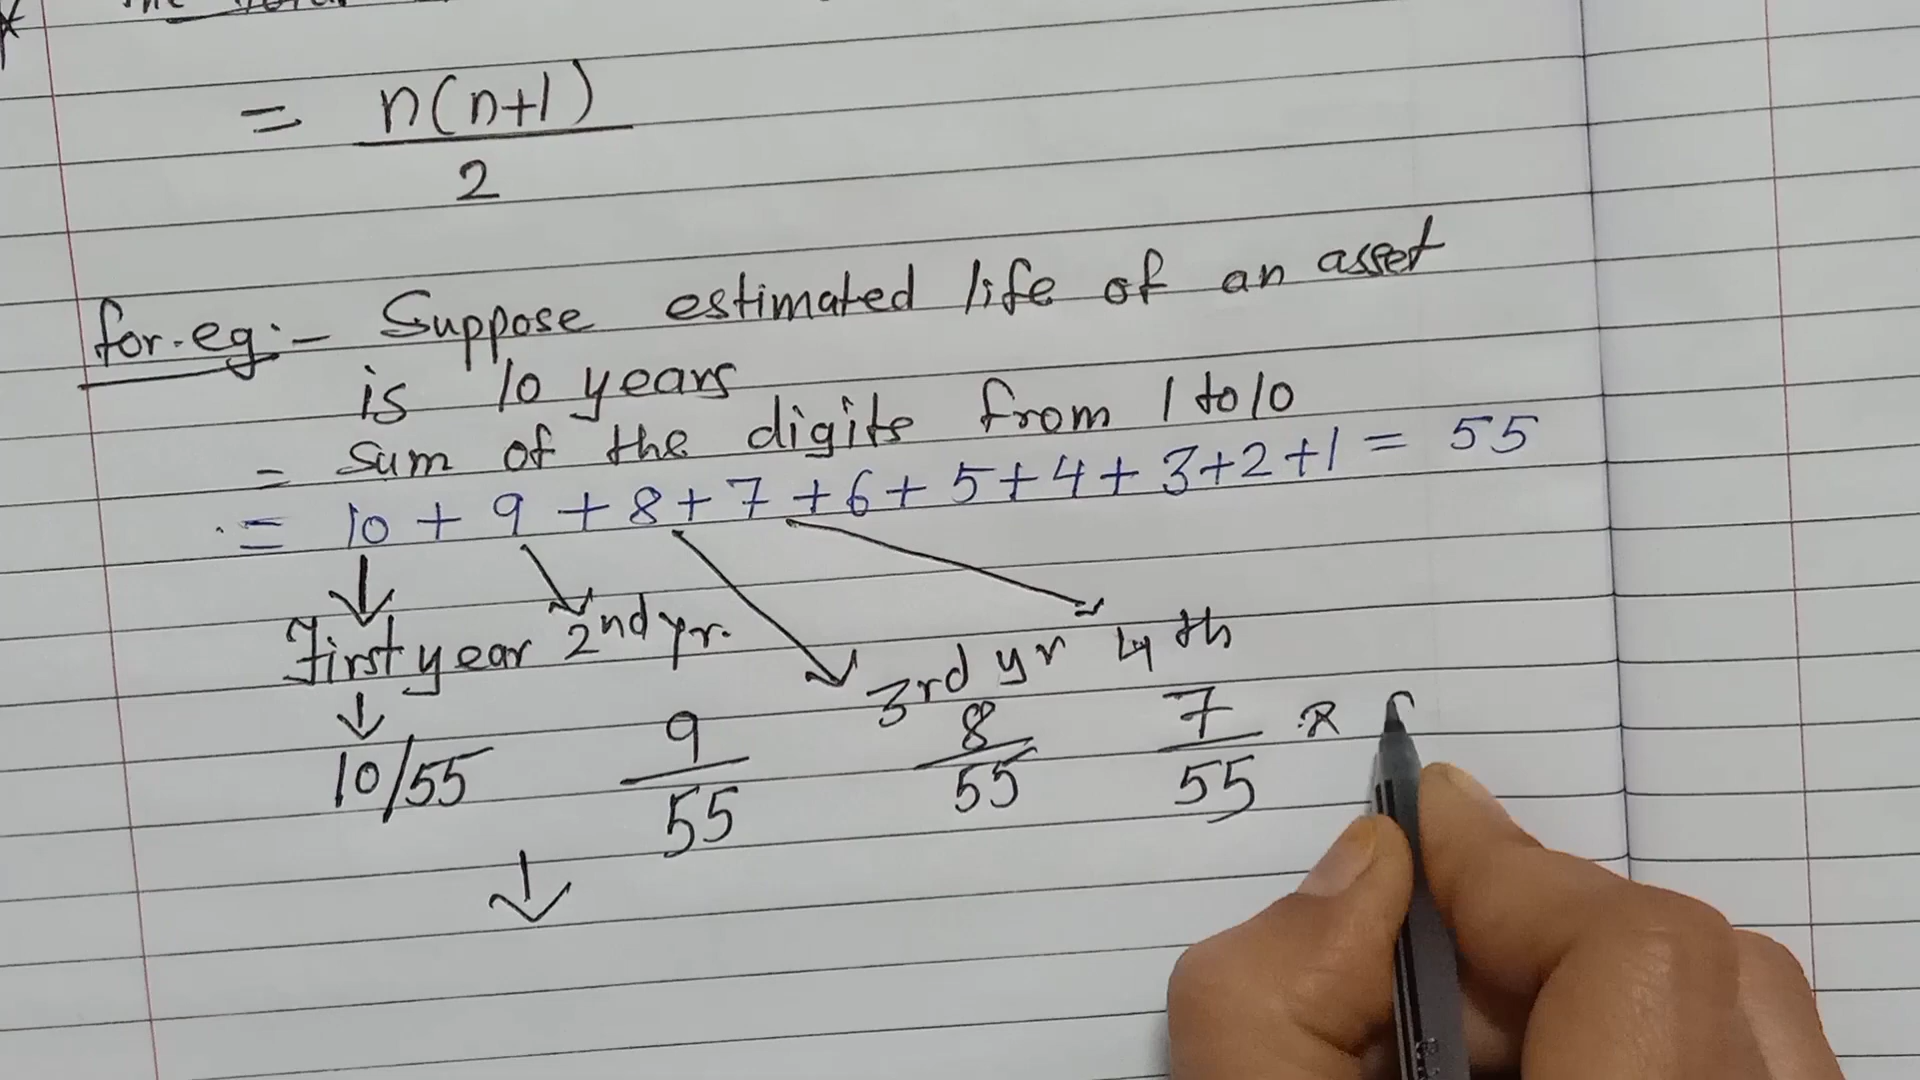 = n(n+1)
2
for.eg:- Suppose estimated life of an asset
is 10 years
= Sum of the digits from 1 to 10
= 10 + 9 + 8 + 7 + 6 + 5 + 4 + 3 + 2 + 1 = 55
First year 2nd yr. 3rd yr 4th
10/55 9/55 8/55 7/55